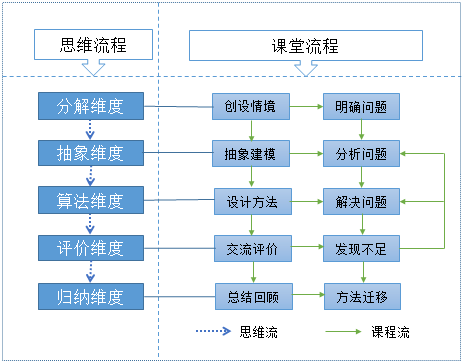 思维流程 课堂流程
分解维度 创设情境 明确问题
抽象维度 抽象建模 分析问题
算法维度 设计方法 解决问题
评价维度 交流评价 发现不足
归纳维度 总结回顾 方法迁移
思维流 课程流